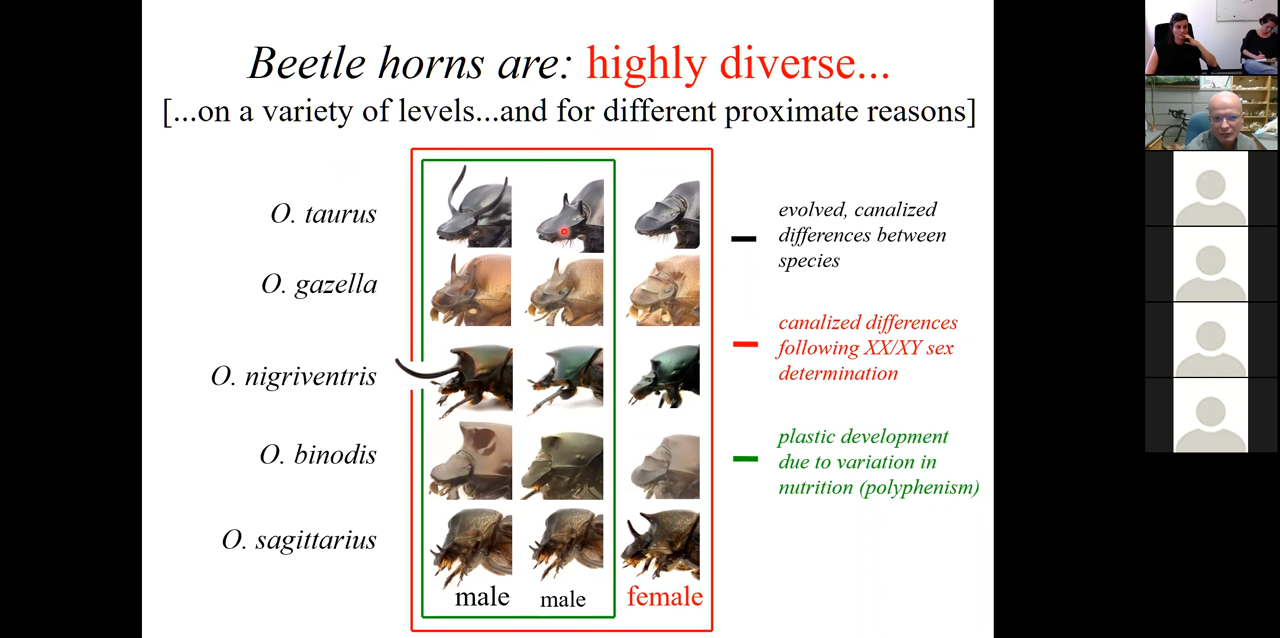 Beetle horns are: highly diverse...
[...on a variety of levels...and for different proximate reasons]
O. taurus
O. gazella
O. nigriventris
O. binodis
O. sagittarius
male
male
female
evolved, canalized
differences between
species
canalized differences
following XX/XY sex
determination
plastic development
due to variation in
nutrition (polyphenism)